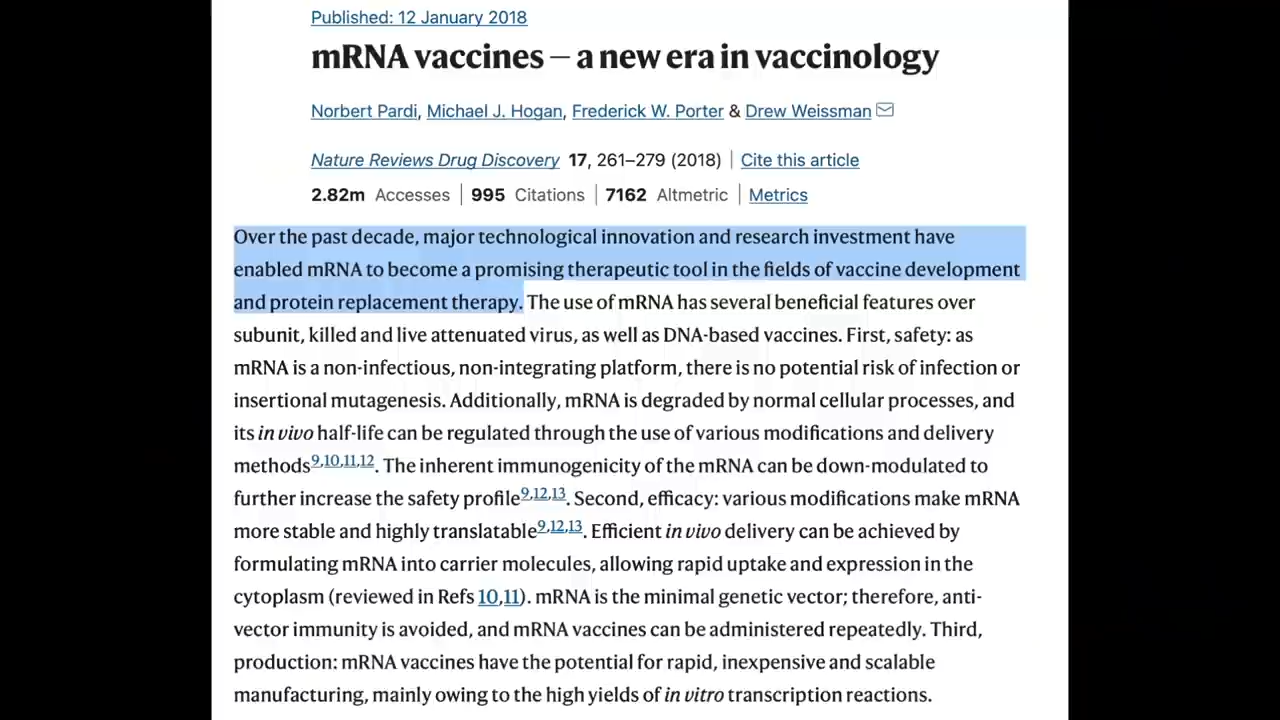 Published: 12 January 2018
mRNA vaccines — a new era in vaccinology
Norbert Pardi, Michael J. Hogan, Frederick W. Porter & Drew Weissman
Nature Reviews Drug Discovery 17, 261–279 (2018) | Cite this article
2.82m Accesses | 995 Citations | 7162 Altmetric | Metrics
Over the past decade, major technological innovation and research investment have
enabled mRNA to become a promising therapeutic tool in the fields of vaccine development
and protein replacement therapy. The use of mRNA has several beneficial features over
subunit, killed and live attenuated virus, as well as DNA-based vaccines. First, safety: as
mRNA is a non-infectious, non-integrating platform, there is no potential risk of infection or
insertional mutagenesis. Additionally, mRNA is degraded by normal cellular processes, and
its in vivo half-life can be regulated through the use of various modifications and delivery
methods9,10,11,12. The inherent immunogenicity of the mRNA can be down-modulated to
further increase the safety profile9,12,13. Second, efficacy: various modifications make mRNA
more stable and highly translatable9,12,13. Efficient in vivo delivery can be achieved by
formulating mRNA into carrier molecules, allowing rapid uptake and expression in the
cytoplasm (reviewed in Refs 10,11). mRNA is the minimal genetic vector; therefore, anti-
vector immunity is avoided, and mRNA vaccines can be administered repeatedly. Third,
production: mRNA vaccines have the potential for rapid, inexpensive and scalable
manufacturing, mainly owing to the high yields of in vitro transcription reactions.